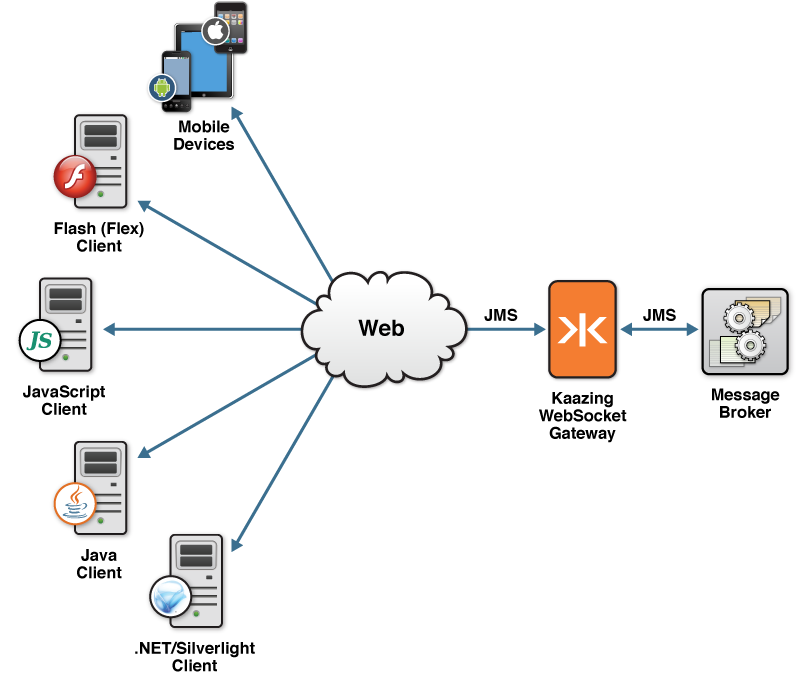 Mobile
Devices
Flash (Flex)
Client
JS
JavaScript
Client
Java
Client
.NET/Silverlight
Client
Web
JMS
Kaazing
WebSocket
Gateway
JMS
Message
Broker